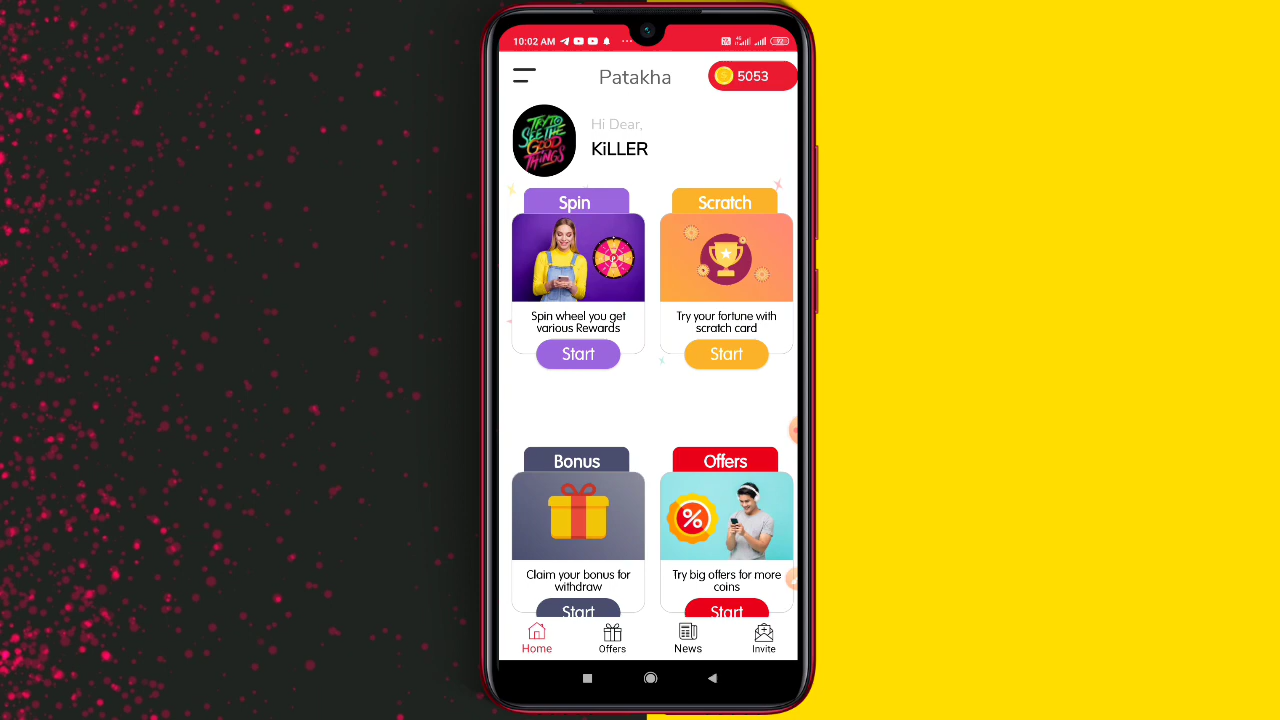 10:02 AM
Patakha
5053
TRY TO
SEE THE
GOOD
THINGS
Hi Dear,
KiLLER
Spin
Scratch
Spin wheel you get
various Rewards
Try your fortune with
scratch card
Start
Start
Bonus
Offers
Claim your bonus for
withdraw
Try big offers for more
coins
Start
Start
Home
Offers
News
Invite